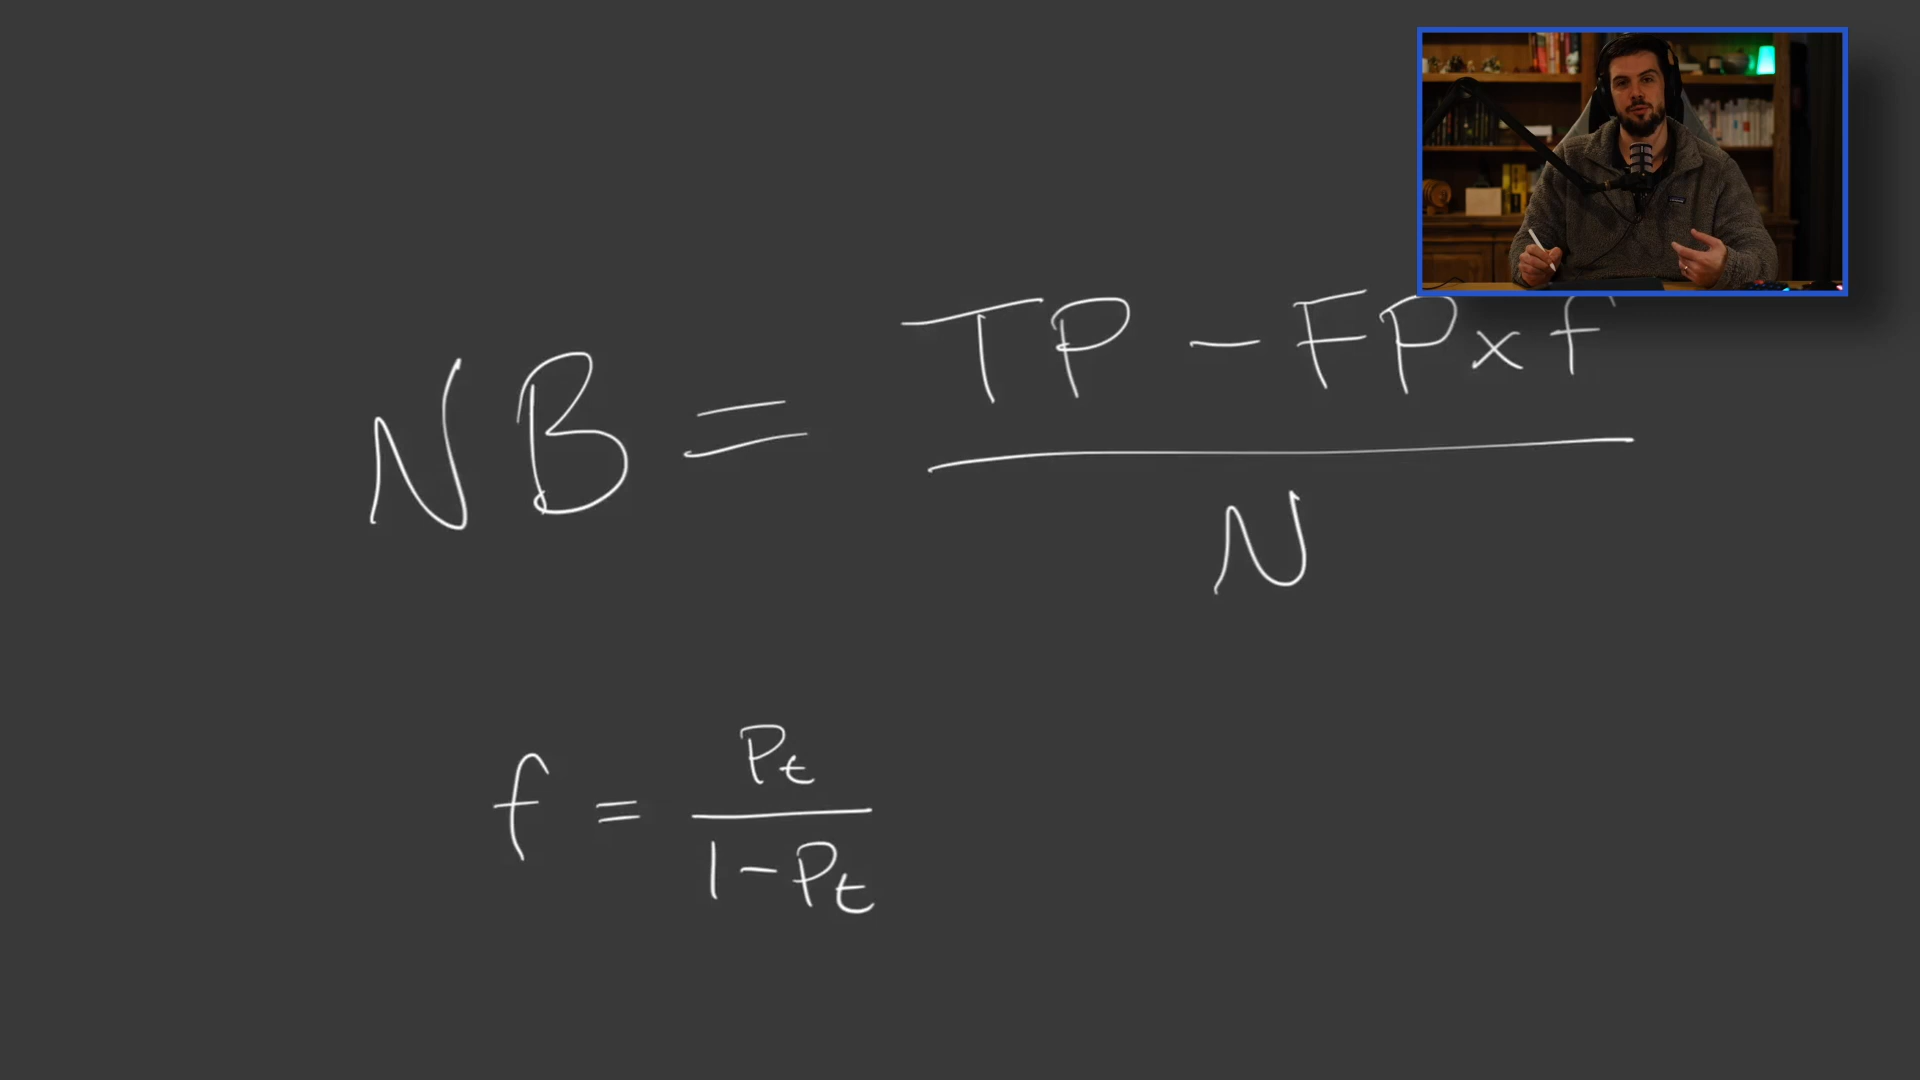 NB = TP - FP x f
N
f = Pt
1 - Pt